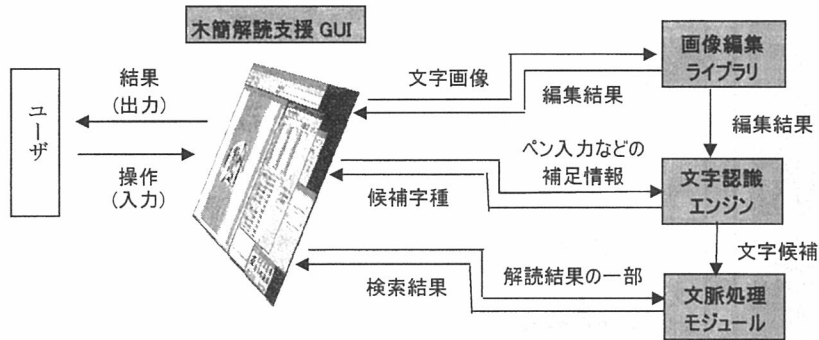 木簡解読支援 GUI
ユーザ
結果
(出力)
操作
(入力)
文字画像
編集結果
画像編集
ライブラリ
編集結果
ペン入力などの
補足情報
候補字種
文字認識
エンジン
文字候補
解読結果の一部
検索結果
文脈処理
モジュール